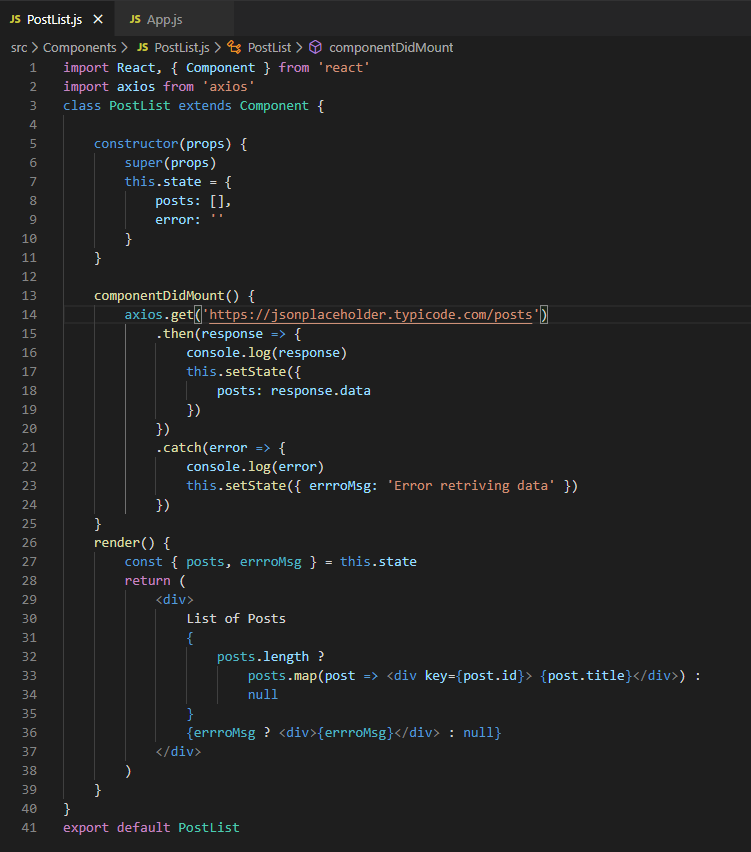 JS PostList.js × JS App.js
src > Components > JS PostList.js > PostList > componentDidMount
1 import React, { Component } from 'react'
2 import axios from 'axios'
3 class PostList extends Component {
4
5     constructor(props) {
6         super(props)
7         this.state = {
8             posts: [],
9             error: ''
10         }
11     }
12
13     componentDidMount() {
14         axios.get('https://jsonplaceholder.typicode.com/posts')
15             .then(response => {
16                 console.log(response)
17                 this.setState({
18                     posts: response.data
19                 })
20             })
21             .catch(error => {
22                 console.log(error)
23                 this.setState({ errroMsg: 'Error retriving data' })
24             })
25     }
26     render() {
27         const { posts, errroMsg } = this.state
28         return (
29             <div>
30                 List of Posts
31                 {
32                     posts.length ?
33                         posts.map(post => <div key={post.id}> {post.title}</div>) :
34                         null
35                 }
36                 {errroMsg ? <div>{errroMsg}</div> : null}
37             </div>
38         )
39     }
40 }
41 export default PostList